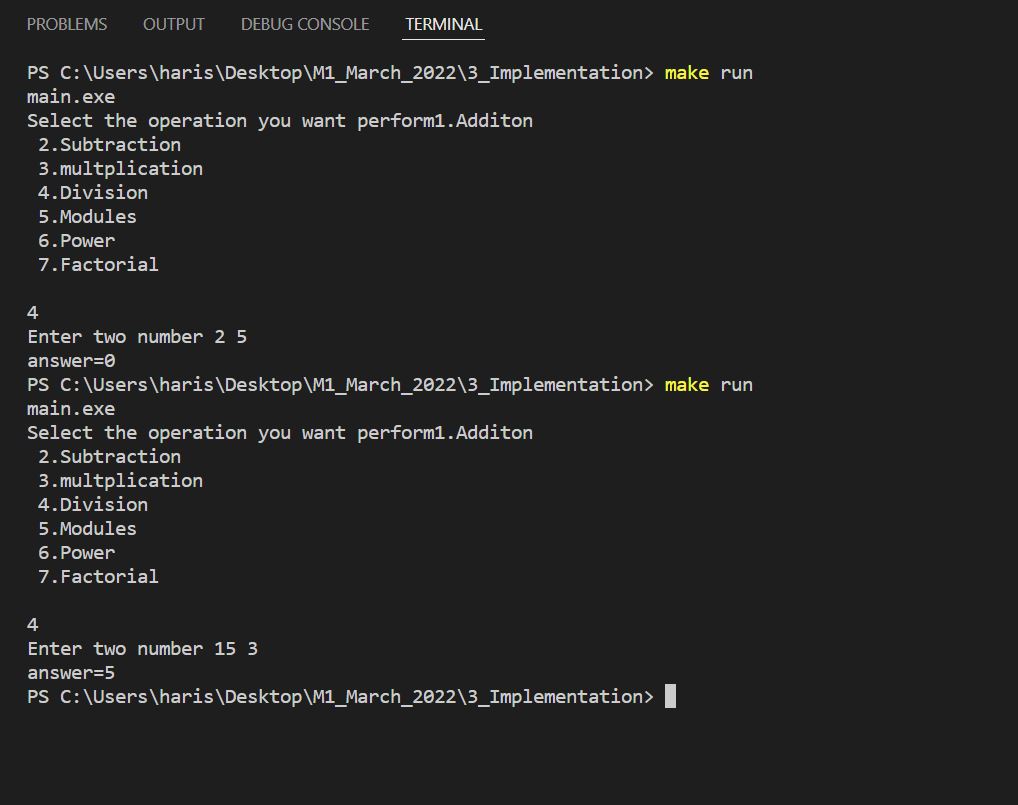 PROBLEMS OUTPUT DEBUG CONSOLE TERMINAL
PS C:\Users\haris\Desktop\M1_March_2022\3_Implementation> make run
main.exe
Select the operation you want perform1.Additon
2.Subtraction
3.multplication
4.Division
5.Modules
6.Power
7.Factorial
4
Enter two number 2 5
answer=0
PS C:\Users\haris\Desktop\M1_March_2022\3_Implementation> make run
main.exe
Select the operation you want perform1.Additon
2.Subtraction
3.multplication
4.Division
5.Modules
6.Power
7.Factorial
4
Enter two number 15 3
answer=5
PS C:\Users\haris\Desktop\M1_March_2022\3_Implementation>